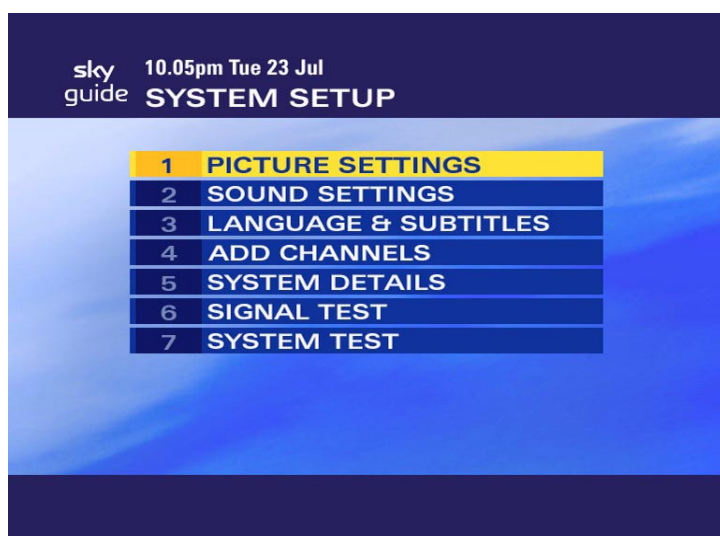 sky guide
10.05pm Tue 23 Jul
SYSTEM SETUP
1 PICTURE SETTINGS
2 SOUND SETTINGS
3 LANGUAGE & SUBTITLES
4 ADD CHANNELS
5 SYSTEM DETAILS
6 SIGNAL TEST
7 SYSTEM TEST